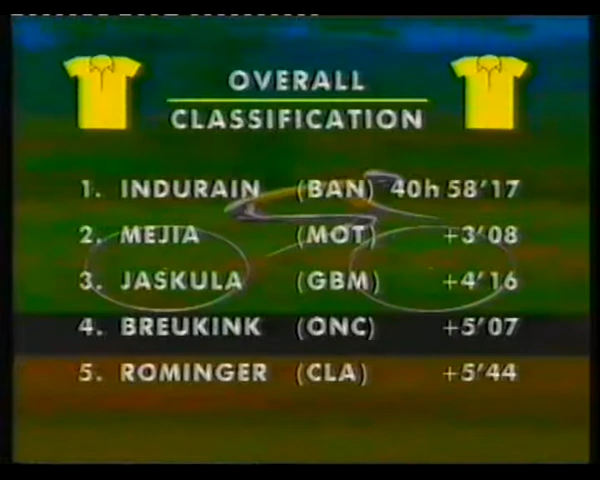 OVERALL
CLASSIFICATION
1. INDURAIN (BAN) 40h 58'17
2. MEJIA (MOT) +3'08
3. JASKULA (GBM) +4'16
4. BREUKINK (ONC) +5'07
5. ROMINGER (CLA) +5'44